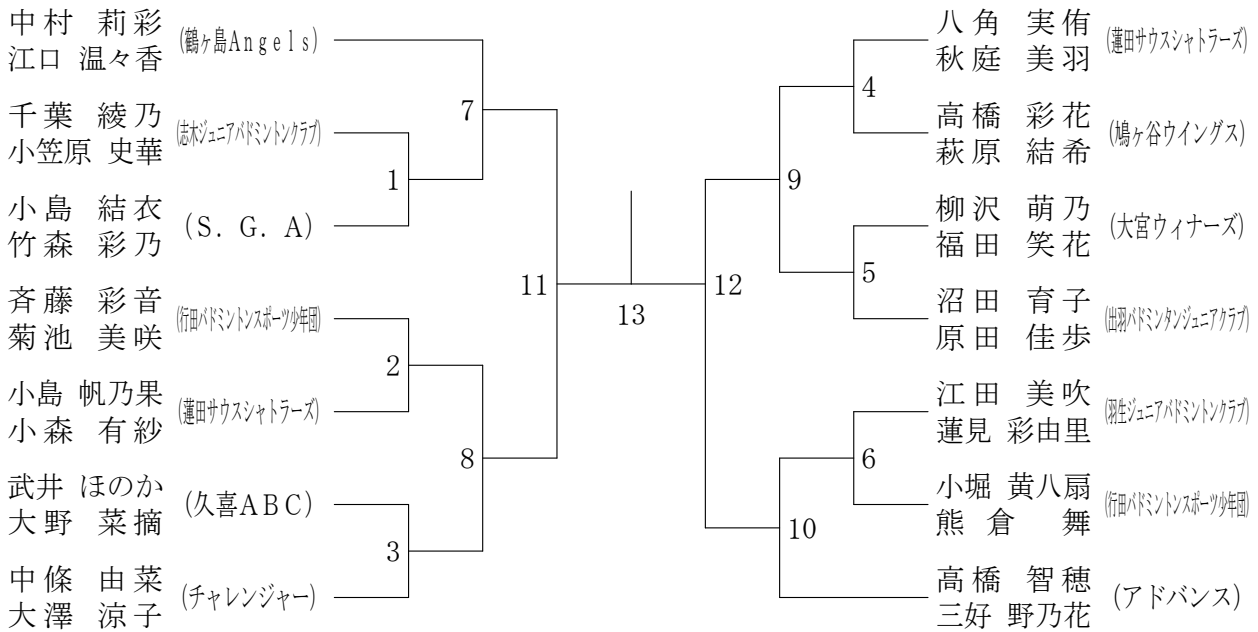 中村 莉彩
江口 温々香
(鶴ヶ島Angels)
千葉 綾乃
小笠原 史華
(志木ジュニアバドミントンクラブ)
小島 結衣
竹森 彩乃
(S. G. A)
斉藤 彩音
菊池 美咲
(行田バドミントンスポーツ少年団)
小島 帆乃果
小森 有紗
(蓮田サウスシャトラーズ)
武井 ほのか
大野 菜摘
(久喜ABC)
中條 由菜
大澤 涼子
(チャレンジャー)
7
1
11
2
8
3
13
12
4
9
5
6
10
八角 実侑
秋庭 美羽
(蓮田サウスシャトラーズ)
高橋 彩花
萩原 結希
(鳩ヶ谷ウイングス)
柳沢 萌乃
福田 笑花
(大宮ウィナーズ)
沼田 育子
原田 佳歩
(出羽バドミンタンジュニアクラブ)
江田 美吹
蓮見 彩由里
(羽生ジュニアバドミントンクラブ)
小堀 黄八扇
熊倉 舞
(行田バドミントンスポーツ少年団)
高橋 智穂
三好 野乃花
(アドバンス)